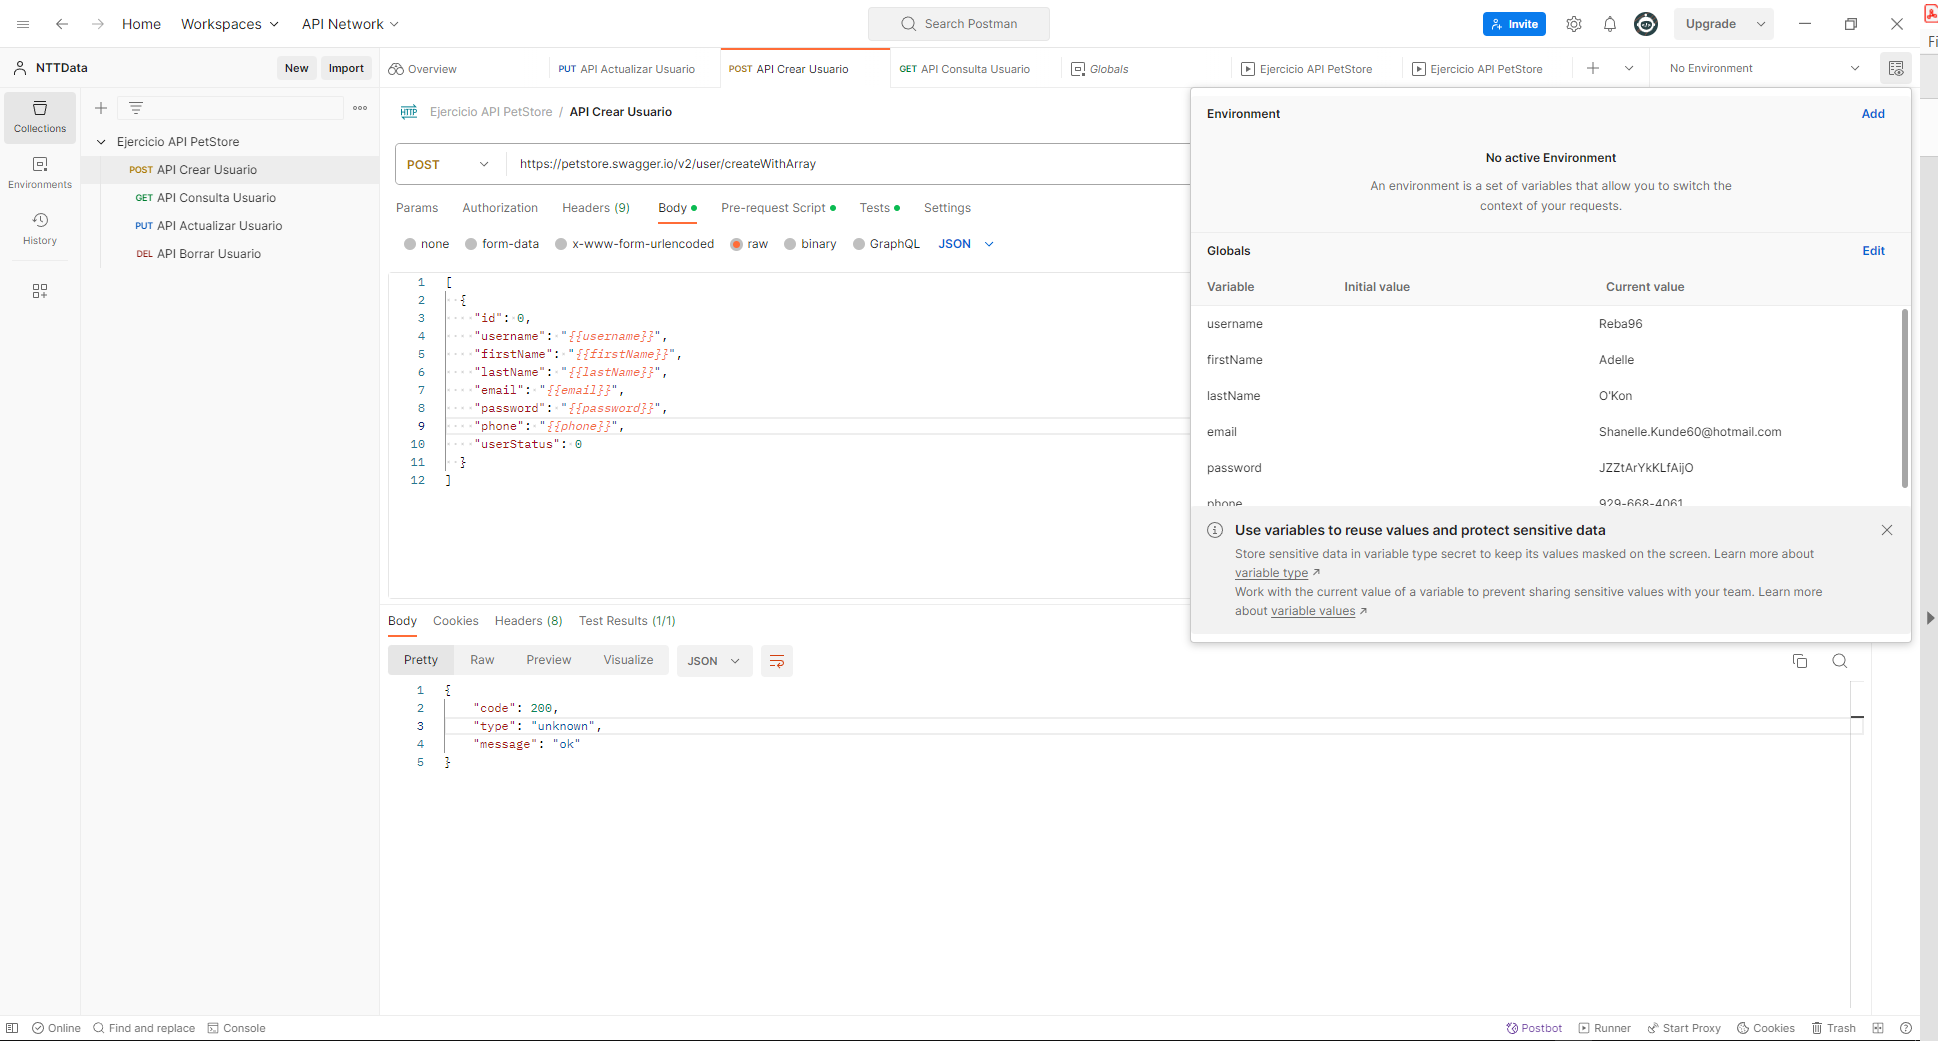 Home Workspaces API Network Search Postman Invite Upgrade
Fi
NTTData New Import Overview PUT API Actualizar Usuario POST API Crear Usuario GET API Consulta Usuario Globals Ejercicio API PetStore Ejercicio API PetStore No Environment
Collections
Environments
History
Ejercicio API PetStore
POST API Crear Usuario
GET API Consulta Usuario
PUT API Actualizar Usuario
DEL API Borrar Usuario
HTTP Ejercicio API PetStore / API Crear Usuario
POST https://petstore.swagger.io/v2/user/createWithArray
Params Authorization Headers (9) Body Pre-request Script Tests Settings
none form-data x-www-form-urlencoded raw binary GraphQL JSON
1 [
2 {
3 "id": 0,
4 "username": "{{username}}",
5 "firstName": "{{firstName}}",
6 "lastName": "{{lastName}}",
7 "email": "{{email}}",
8 "password": "{{password}}",
9 "phone": "{{phone}}",
10 "userStatus": 0
11 }
12 ]
Environment Add
No active Environment
An environment is a set of variables that allow you to switch the
context of your requests.
Globals Edit
Variable Initial value Current value
username Reba96
firstName Adelle
lastName O'Kon
email Shanelle.Kunde60@hotmail.com
password JZZtArYkKLfAijO
phone 929-668-4061
Use variables to reuse values and protect sensitive data
Store sensitive data in variable type secret to keep its values masked on the screen. Learn more about
variable type ↗
Work with the current value of a variable to prevent sharing sensitive values with your team. Learn more
about variable values ↗
Body Cookies Headers (8) Test Results (1/1)
Pretty Raw Preview Visualize JSON
1 {
2 "code": 200,
3 "type": "unknown",
4 "message": "ok"
5 }
Online Find and replace Console Postbot Runner Start Proxy Cookies Trash